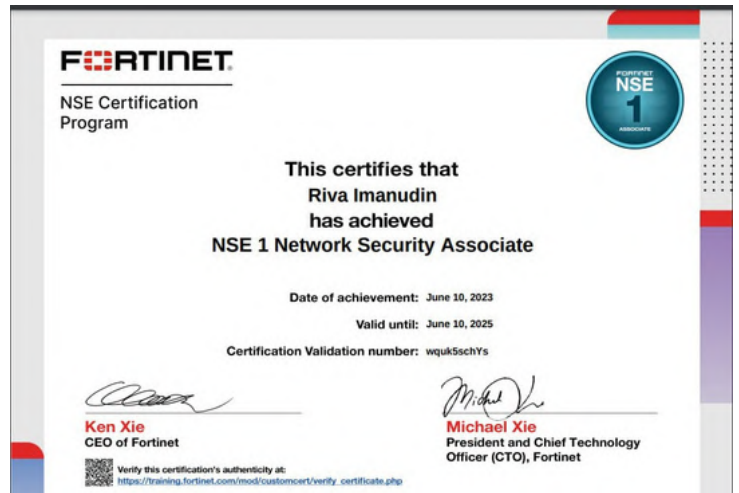 FORTINET
NSE Certification
Program
FORTINET
NSE
1
ASSOCIATE
This certifies that
Riva Imanudin
has achieved
NSE 1 Network Security Associate
Date of achievement: June 10, 2023
Valid until: June 10, 2025
Certification Validation number: wquk5schYs
Ken Xie
CEO of Fortinet
Michael Xie
President and Chief Technology
Officer (CTO), Fortinet
Verify this certification's authenticity at:
https://training.fortinet.com/mod/customcert/verify_certificate.php